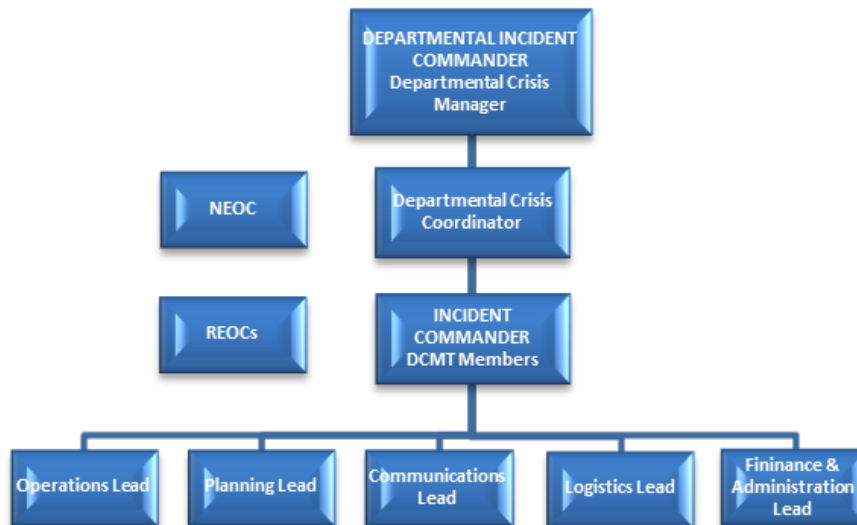 DEPARTMENTAL INCIDENT
COMMANDER
Departmental Crisis
Manager
NEOC
Departmental Crisis
Coordinator
REOCs
INCIDENT
COMMANDER
DCMT Members
Operations Lead
Planning Lead
Communications
Lead
Logistics Lead
Fininance &
Administration
Lead